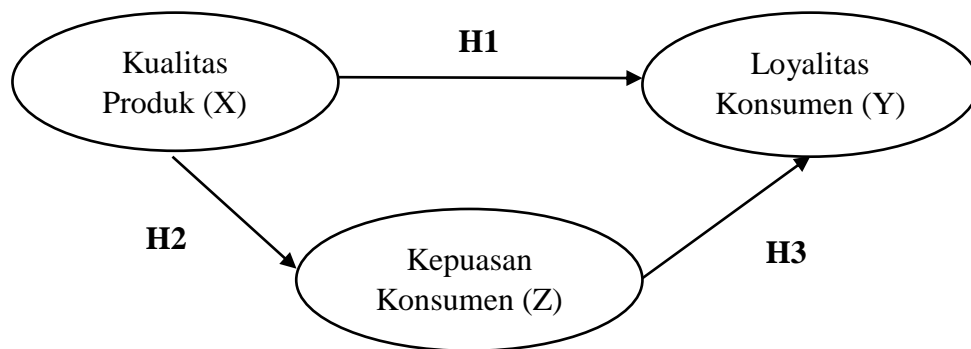 H1
Kualitas
Produk (X)
Loyalitas
Konsumen (Y)
H2
H3
Kepuasan
Konsumen (Z)